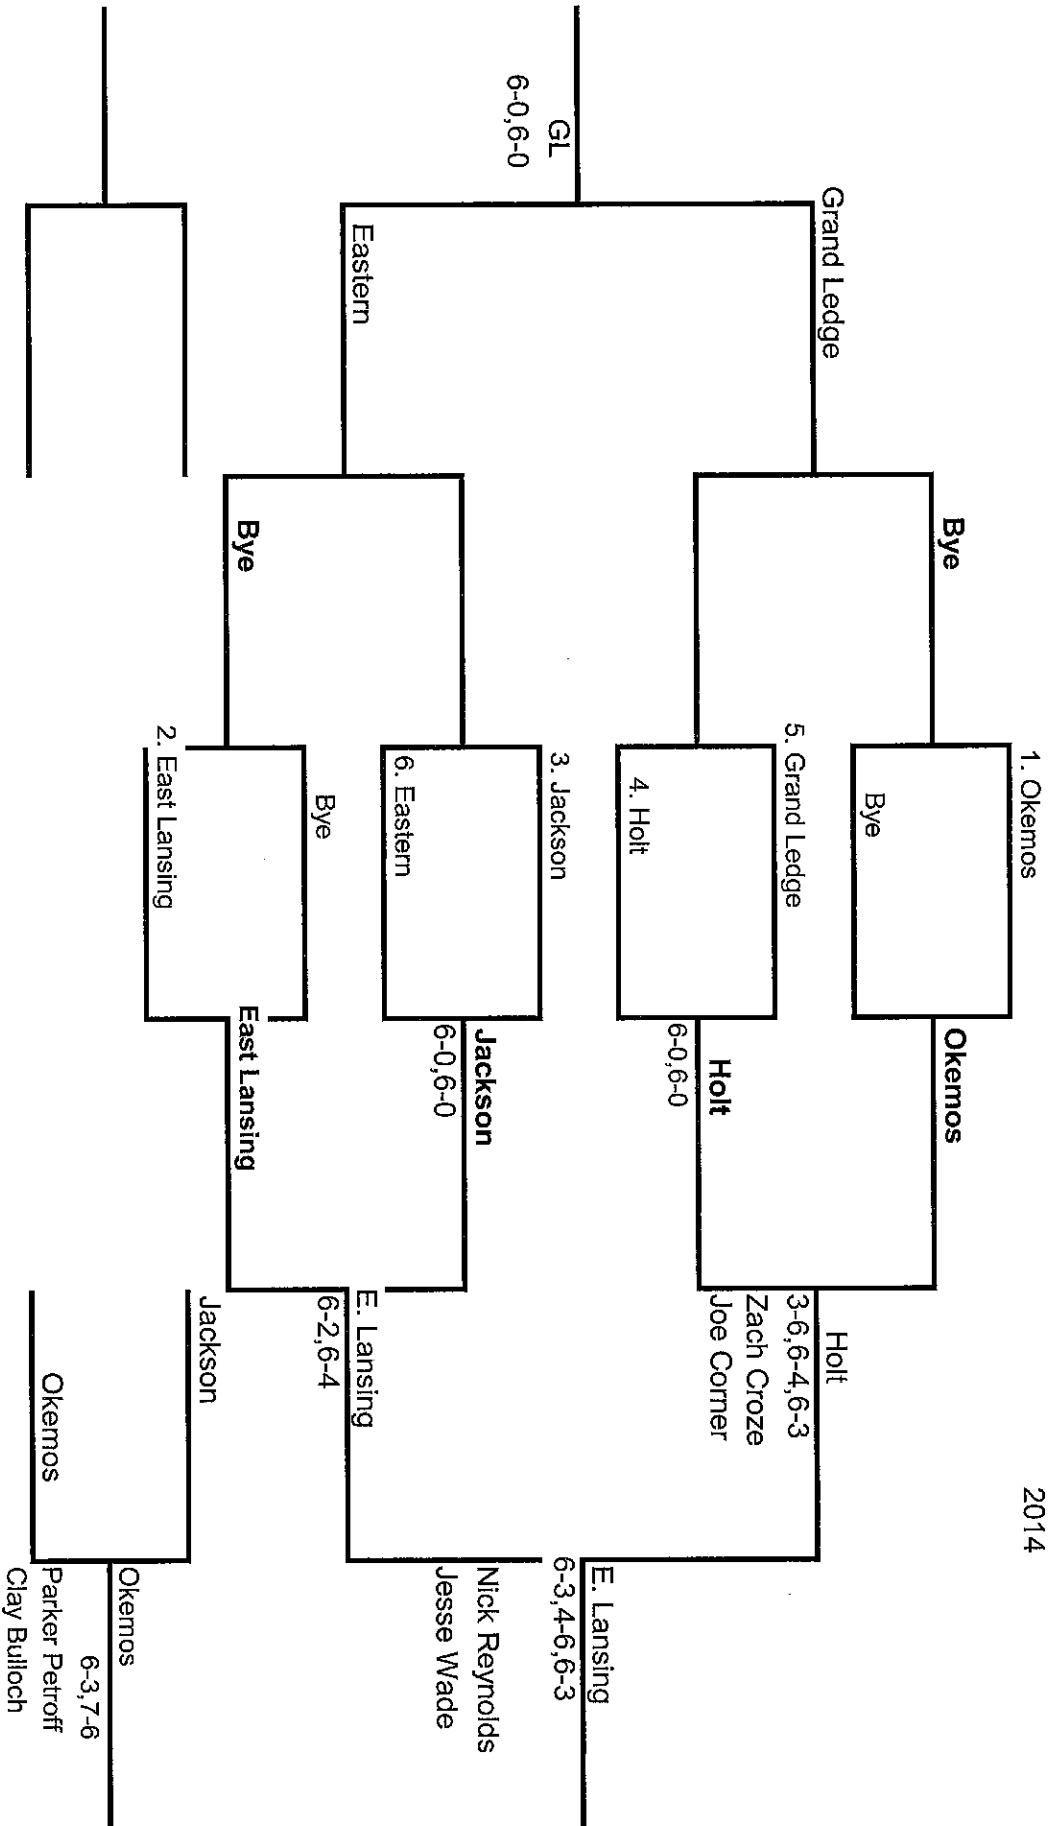 2014
1. Okemos
Bye
Okemos
Bye
5. Grand Ledge
4. Holt
Holt
6-0,6-0
Holt
3-6,6-4,6-3
Zach Croze
Joe Corner
Grand Ledge
GL
6-0,6-0
Eastern
3. Jackson
6. Eastern
Jackson
6-0,6-0
E. Lansing
6-3,4-6,6-3
Nick Reynolds
Jesse Wade
Bye
Bye
2. East Lansing
East Lansing
E. Lansing
6-2,6-4
Jackson
Okemos
Okemos
6-3,7-6
Parker Petroff
Clay Bulloch